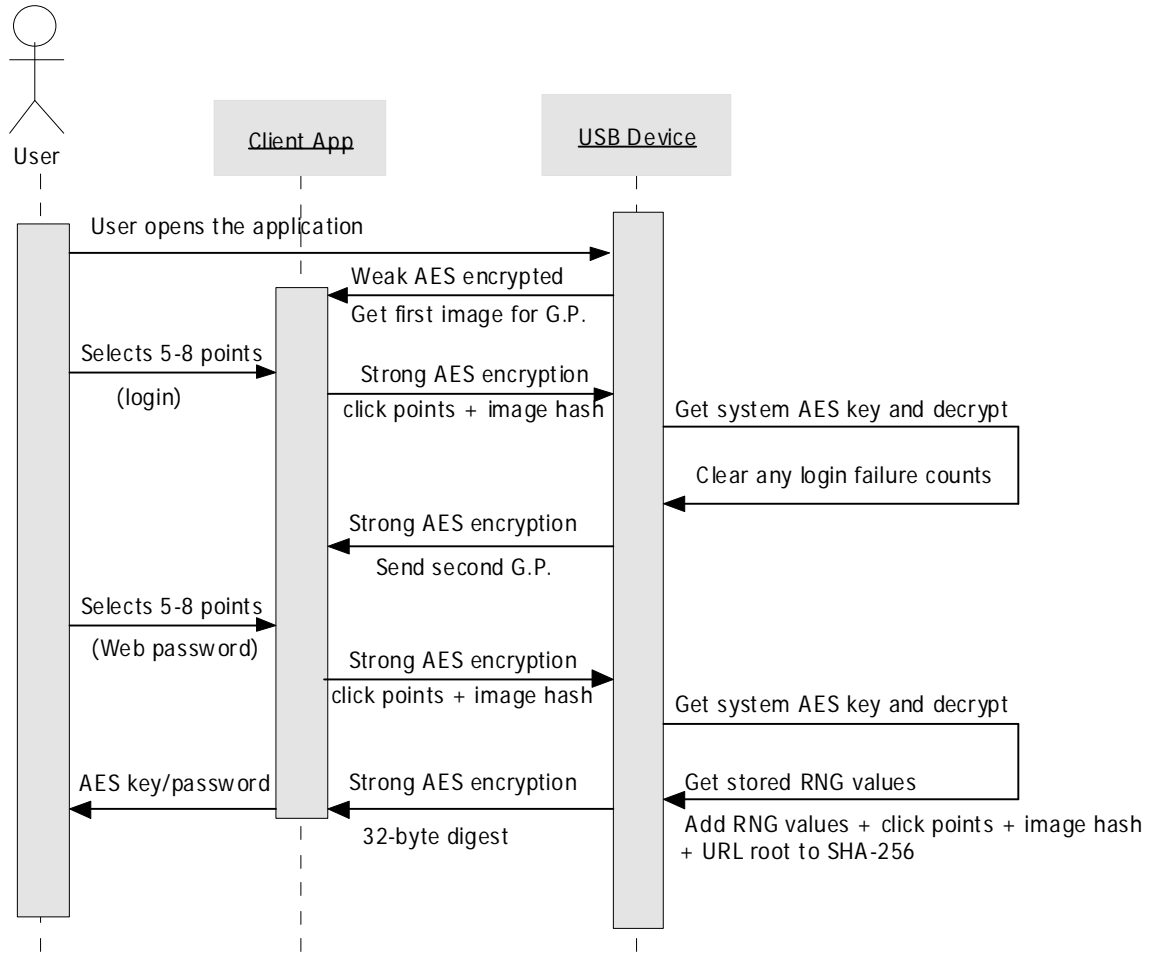 User
Client App
USB Device
User opens the application
Weak AES encrypted
Get first image for G.P.
Selects 5-8 points
(login)
Strong AES encryption
click points + image hash
Get system AES key and decrypt
Clear any login failure counts
Strong AES encryption
Send second G.P.
Selects 5-8 points
(Web password)
Strong AES encryption
click points + image hash
Get system AES key and decrypt
AES key/password
Strong AES encryption
32-byte digest
Get stored RNG values
Add RNG values + click points + image hash
+ URL root to SHA-256